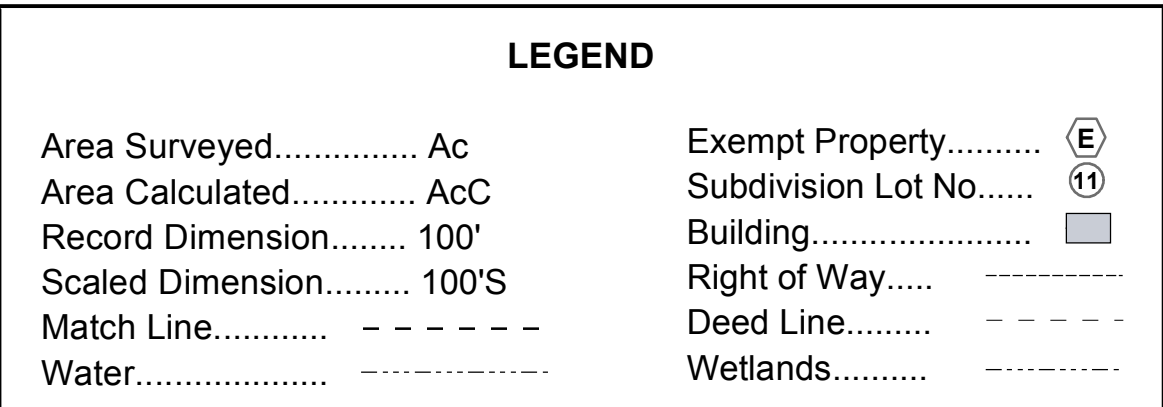 LEGEND
Area Surveyed............... Ac
Area Calculated............. AcC
Record Dimension........ 100'
Scaled Dimension......... 100'S
Match Line............
Water....................
Exempt Property.......... E
Subdivision Lot No...... 11
Building.......................
Right of Way.....
Deed Line.........
Wetlands..........